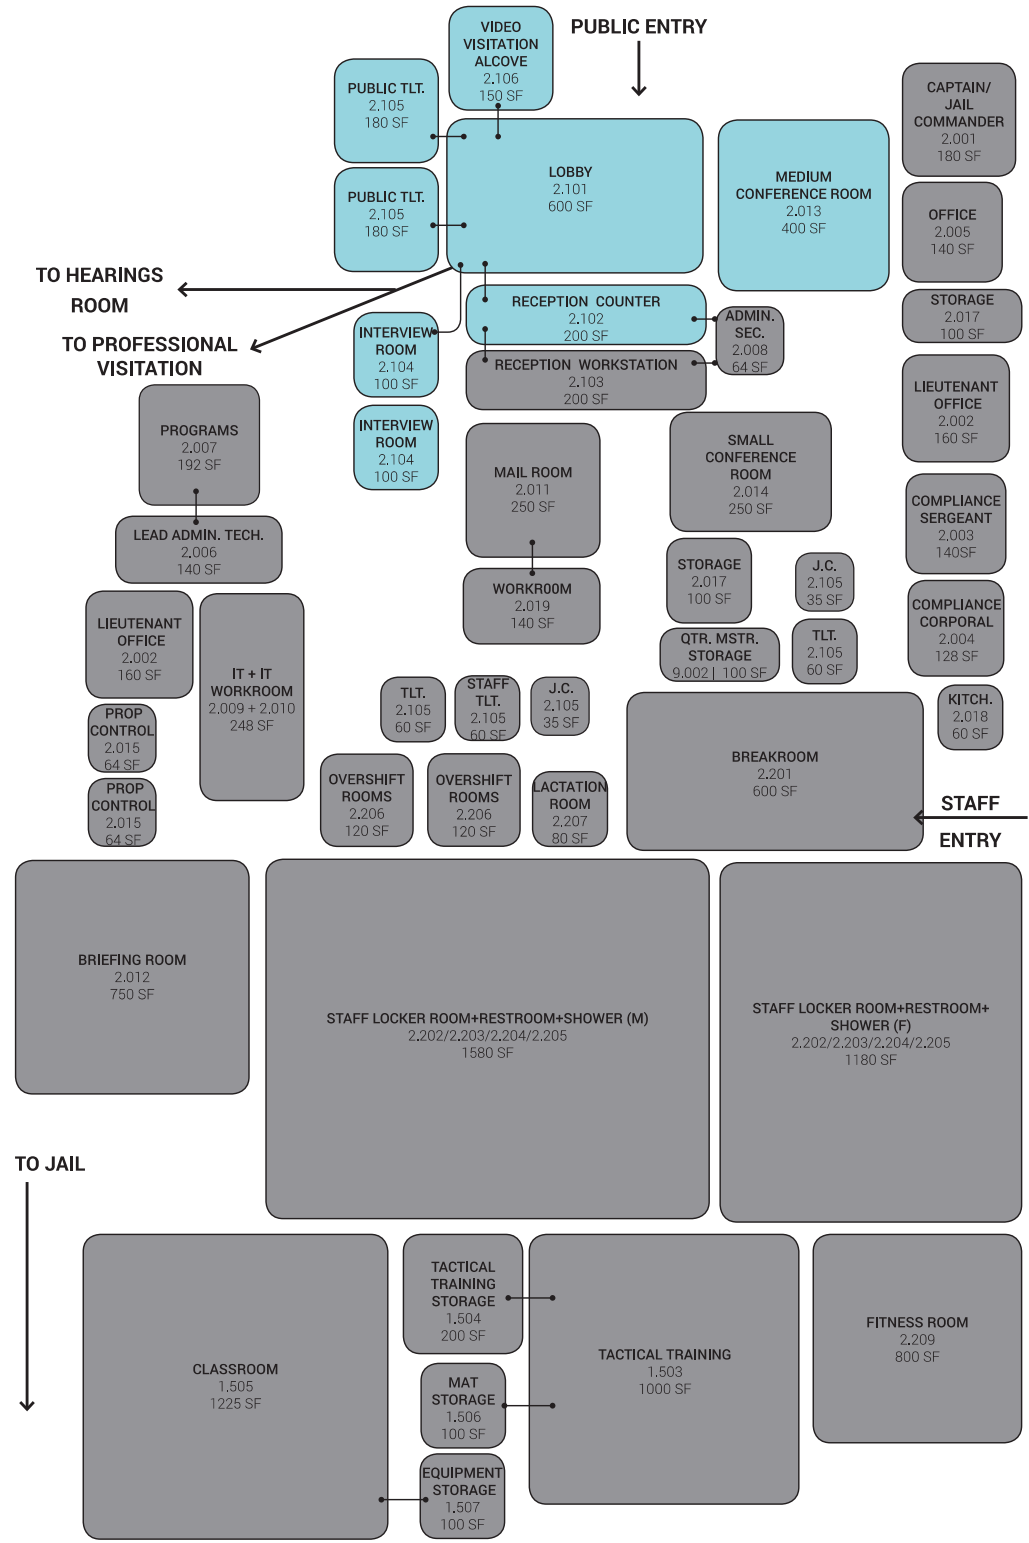 PUBLIC ENTRY
VIDEO
VISITATION
ALCOVE
2.106
150 SF
PUBLIC TLT.
2.105
180 SF
CAPTAIN/
JAIL
COMMANDER
2.001
180 SF
LOBBY
2.101
600 SF
MEDIUM
CONFERENCE ROOM
2.013
400 SF
PUBLIC TLT.
2.105
180 SF
OFFICE
2.005
140 SF
TO HEARINGS
ROOM
STORAGE
2.017
100 SF
RECEPTION COUNTER
2.102
200 SF
ADMIN.
SEC.
2.008
64 SF
TO PROFESSIONAL
VISITATION
INTERVIEW
ROOM
2.104
100 SF
RECEPTION WORKSTATION
2.103
200 SF
LIEUTENANT
OFFICE
2.002
160 SF
PROGRAMS
2.007
192 SF
INTERVIEW
ROOM
2.104
100 SF
MAIL ROOM
2.011
250 SF
SMALL
CONFERENCE
ROOM
2.014
250 SF
COMPLIANCE
SERGEANT
2.003
140SF
LEAD ADMIN. TECH.
2.006
140 SF
WORKR00M
2.019
140 SF
STORAGE
2.017
100 SF
J.C.
2.105
35 SF
COMPLIANCE
CORPORAL
2.004
128 SF
LIEUTENANT
OFFICE
2.002
160 SF
IT + IT
WORKROOM
2.009 + 2.010
248 SF
QTR. MSTR.
STORAGE
9.002 | 100 SF
TLT.
2.105
60 SF
TLT.
2.105
60 SF
STAFF
TLT.
2.105
60 SF
J.C.
2.105
35 SF
KITCH.
2.018
60 SF
PROP
CONTROL
2.015
64 SF
BREAKROOM
2.201
600 SF
PROP
CONTROL
2.015
64 SF
OVERSHIFT
ROOMS
2.206
120 SF
OVERSHIFT
ROOMS
2.206
120 SF
LACTATION
ROOM
2.207
80 SF
STAFF
ENTRY
BRIEFING ROOM
2.012
750 SF
STAFF LOCKER ROOM+RESTROOM+SHOWER (M)
2.202/2.203/2.204/2.205
1580 SF
STAFF LOCKER ROOM+RESTROOM+
SHOWER (F)
2.202/2.203/2.204/2.205
1180 SF
TO JAIL
TACTICAL
TRAINING
STORAGE
1.504
200 SF
CLASSROOM
1.505
1225 SF
TACTICAL TRAINING
1.503
1000 SF
FITNESS ROOM
2.209
800 SF
MAT
STORAGE
1.506
100 SF
EQUIPMENT
STORAGE
1.507
100 SF